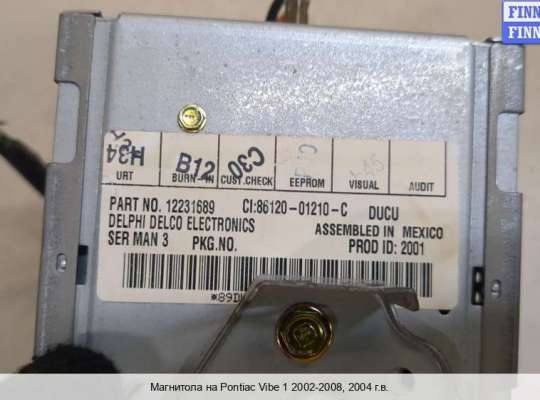 FINN
FINN
H34 B12 C30
URT BURN-IN CUST.CHECK EEPROM VISUAL AUDIT
PART NO. 12231689 CI:86120-01210-C DUCU
DELPHI DELCO ELECTRONICS ASSEMBLED IN MEXICO
SER MAN 3 PKG.NO. PROD ID: 2001
Магнитола на Pontiac Vibe 1 2002-2008, 2004 г.в.